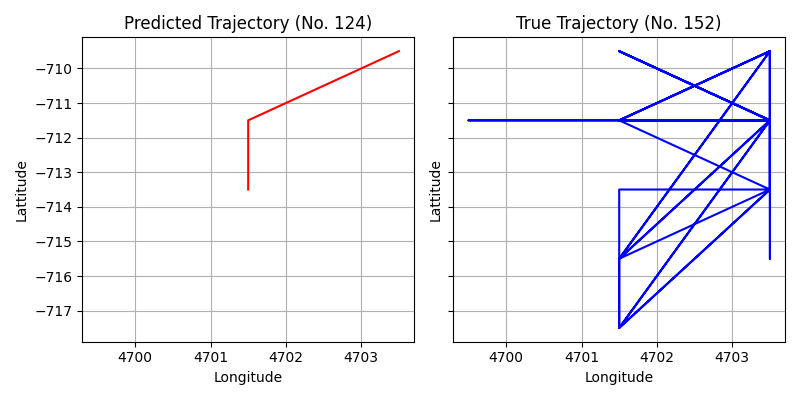 Predicted Trajectory (No. 124)
True Trajectory (No. 152)
−710
−711
−712
−713
−714
−715
−716
−717
Lattitude
Lattitude
4700
4701
4702
4703
4700
4701
4702
4703
Longitude
Longitude